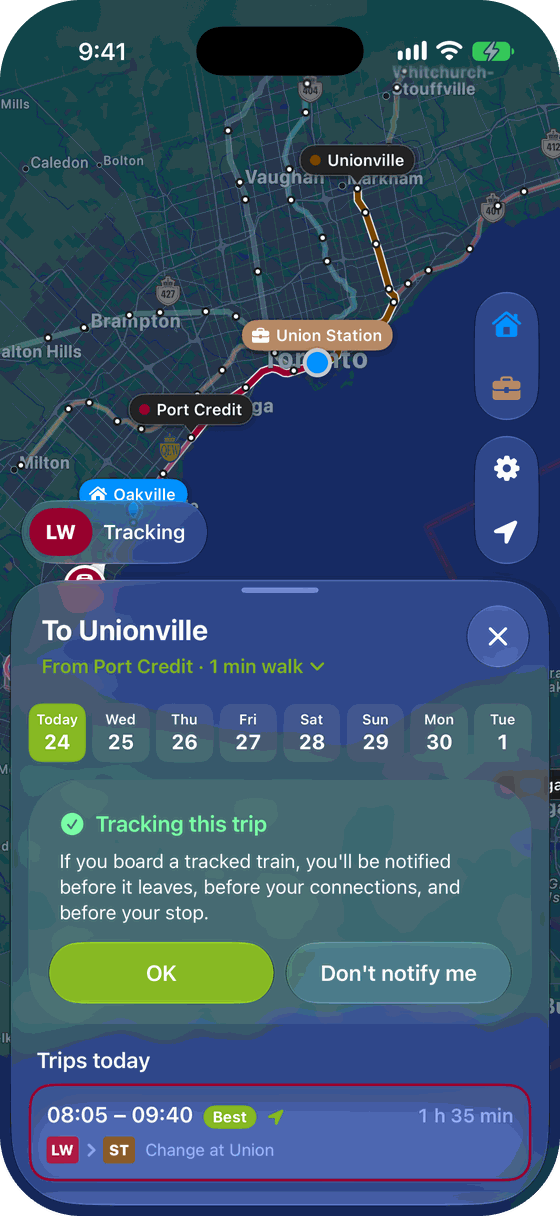 9:41
Whitchurch-
Stouffville
404
Mills
Caledon
Bolton
Unionville
412
Vaughan
Markham
401
427
Brampton
Union Station
alton Hills
Toronto
Port Credit
ga
QEW
Milton
Oakville
LW
Tracking
To Unionville
From Port Credit · 1 min walk
Today
24
Wed
25
Thu
26
Fri
27
Sat
28
Sun
29
Mon
30
Tue
1
Tracking this trip
If you board a tracked train, you'll be notified
before it leaves, before your connections, and
before your stop.
OK
Don't notify me
Trips today
08:05 – 09:40 Best
1 h 35 min
LW
ST
Change at Union